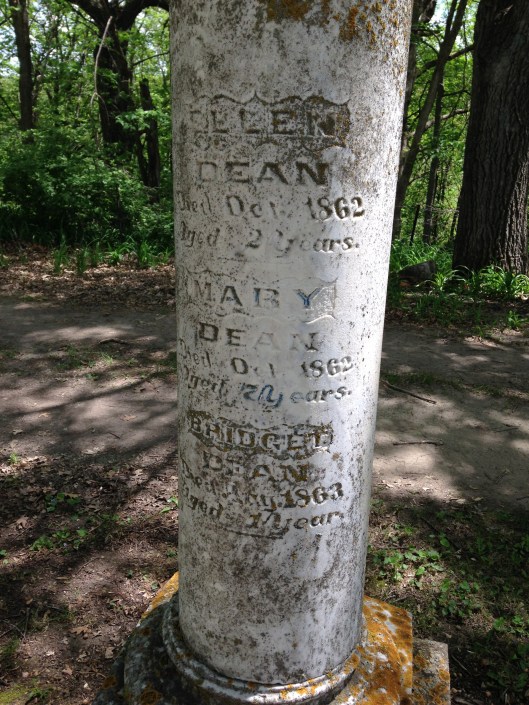 ELLEN
DEAN
Died Oct. 1862
Aged 2 Years.
MARY
DEAN
Died Oct. 1862
Aged Years.
BRIDGET
DEAN
Died 1863
Aged 1 Year.